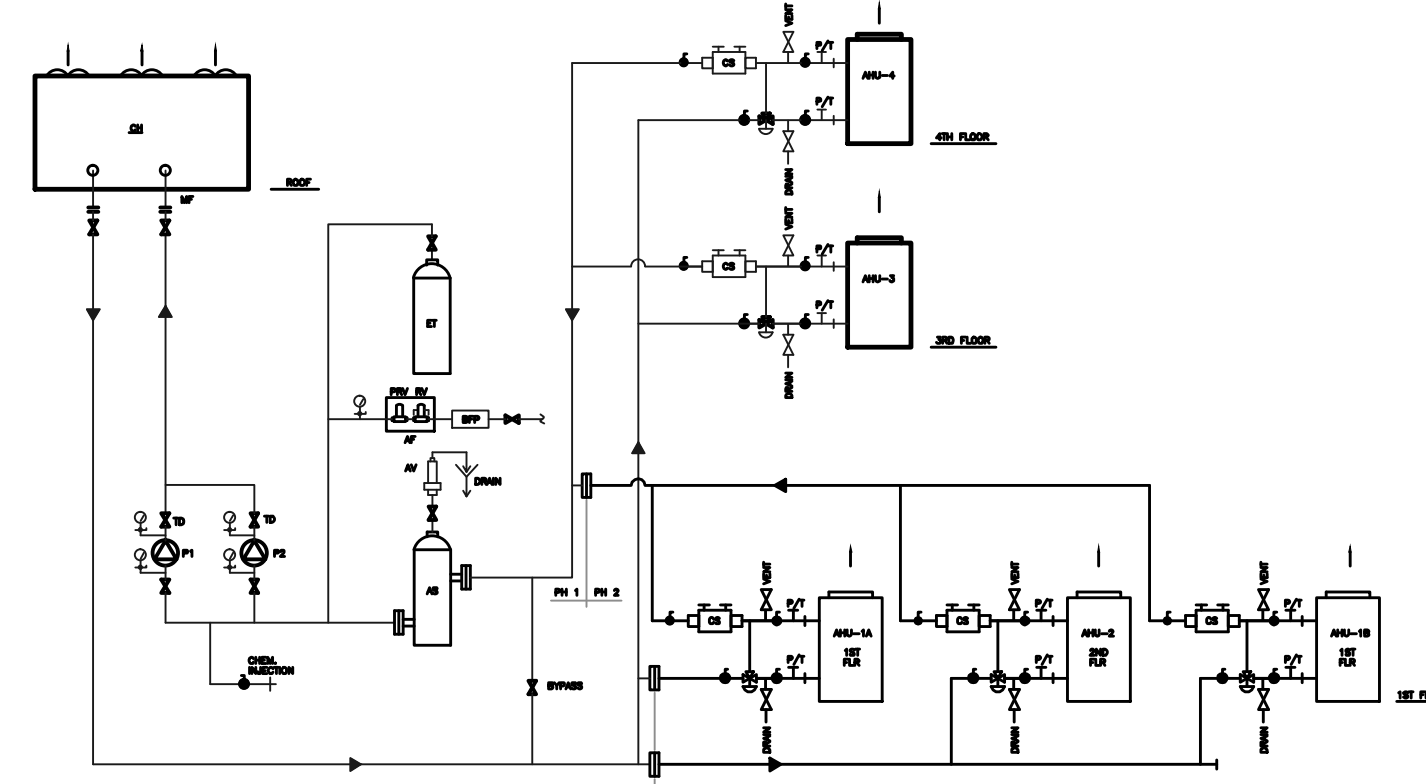 VENT
P/T
CS
AHU-4
CH
P/T
4TH FLOOR
ROOF
DRAIN
MF
VENT
P/T
CS
AHU-3
P/T
ET
3RD FLOOR
DRAIN
PRV RV
BFP
AF
AV
DRAIN
TD
TD
P1
P2
AS
PH 1 PH 2
VENT
P/T
CS
AHU-1A
1ST
FLR
P/T
VENT
P/T
CS
AHU-2
2ND
FLR
P/T
VENT
P/T
CS
AHU-1B
1ST
FLR
P/T
CHEM.
INJECTION
BYPASS
1ST F
DRAIN
DRAIN
DRAIN